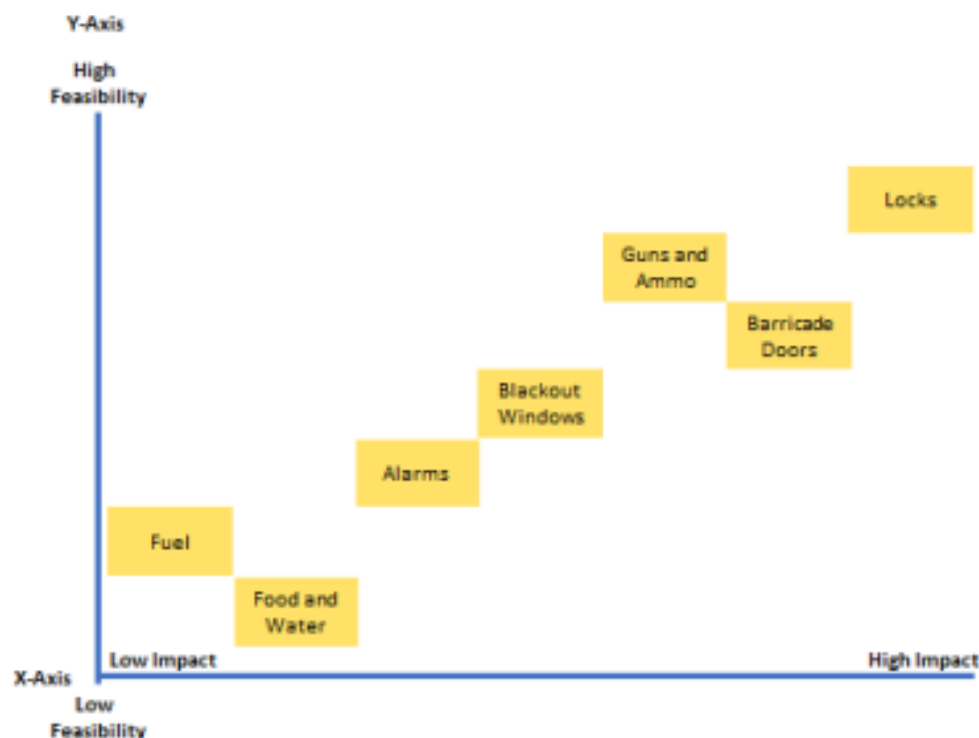 Y-Axis
High
Feasibility
Locks
Guns and
Ammo
Barricade
Doors
Blackout
Windows
Alarms
Fuel
Food and
Water
Low Impact
High Impact
X-Axis
Low
Feasibility